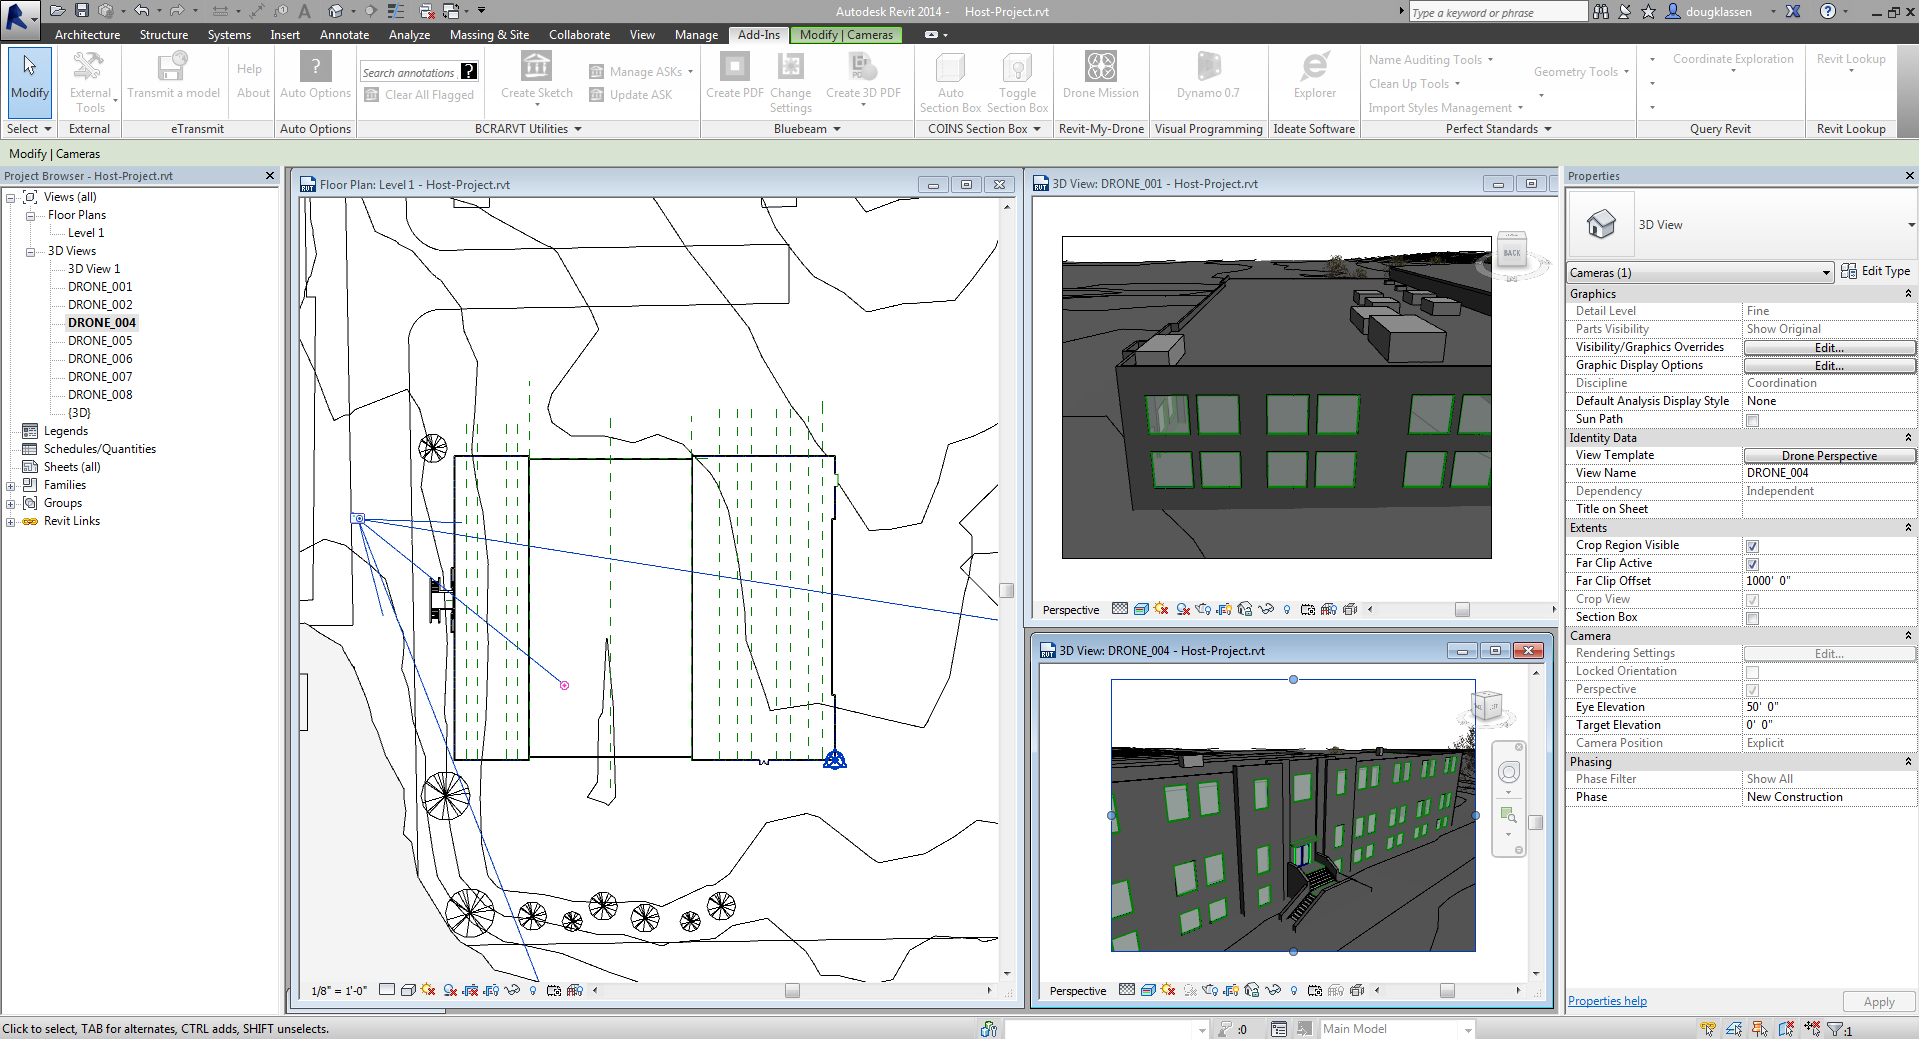 Autodesk Revit 2014 - Host-Project.rvt
Type a keyword or phrase
dougklassen
Architecture Structure Systems Insert Annotate Analyze Massing & Site Collaborate View Manage Add-Ins Modify | Cameras
Modify
External Tools
Transmit a model
Help
About
Auto Options
Search annotations
Clear All Flagged
Create Sketch
Manage ASKs
Update ASK
Create PDF
Change Settings
Create 3D PDF
Auto Section Box
Toggle Section Box
Drone Mission
Dynamo 0.7
Explorer
Name Auditing Tools
Clean Up Tools
Import Styles Management
Geometry Tools
Coordinate Exploration
Revit Lookup
Select External eTransmit Auto Options BCRARVT Utilities Bluebeam COINS Section Box Revit-My-Drone Visual Programming Ideate Software Perfect Standards Query Revit Revit Lookup
Modify | Cameras
Project Browser - Host-Project.rvt
Views (all)
Floor Plans
Level 1
3D Views
3D View 1
DRONE_001
DRONE_002
DRONE_004
DRONE_005
DRONE_006
DRONE_007
DRONE_008
{3D}
Legends
Schedules/Quantities
Sheets (all)
Families
Groups
Revit Links
Floor Plan: Level 1 - Host-Project.rvt
1/8" = 1'-0"
3D View: DRONE_001 - Host-Project.rvt
BACK
Perspective
3D View: DRONE_004 - Host-Project.rvt
Perspective
Properties
3D View
Cameras (1)
Edit Type
Graphics
Detail Level Fine
Parts Visibility Show Original
Visibility/Graphics Overrides Edit...
Graphic Display Options Edit...
Discipline Coordination
Default Analysis Display Style None
Sun Path
Identity Data
View Template Drone Perspective
View Name DRONE_004
Dependency Independent
Title on Sheet
Extents
Crop Region Visible
Far Clip Active
Far Clip Offset 1000' 0"
Crop View
Section Box
Camera
Rendering Settings Edit...
Locked Orientation
Perspective
Eye Elevation 50' 0"
Target Elevation 0' 0"
Camera Position Explicit
Phasing
Phase Filter Show All
Phase New Construction
Properties help
Apply
Click to select, TAB for alternates, CTRL adds, SHIFT unselects.
:0
Main Model
:1